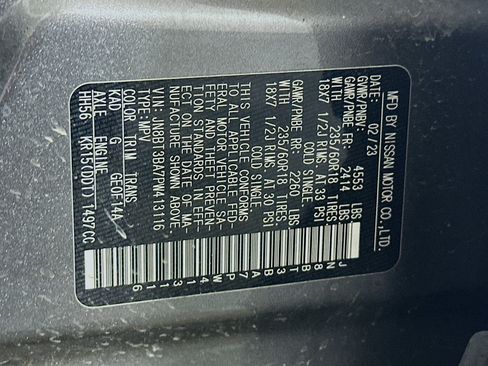 MFD BY NISSAN MOTOR CO.,LTD.
DATE: 02/23
GVWR/PNBV: 4553 LBS
GAWR/PNBE FR: 2414 LBS
WITH 235/60R18 TIRES,
18X7 1/2J RIMS, AT 33 PSI
COLD SINGLE.
GAWR/PNBE RR: 2260 LBS
WITH 235/60R18 TIRES,
18X7 1/2J RIMS, AT 30 PSI
COLD SINGLE.
THIS VEHICLE CONFORMS
TO ALL APPLICABLE FED-
ERAL MOTOR VEHICLE SA-
FETY AND THEFT PREVEN-
TION STANDARDS IN EFF-
ECT ON THE DATE OF MA-
NUFACTURE SHOWN ABOVE.
VIN: JN8BT3BA7PW413116
TYPE: MPV
COLOR TRIM TRANS
KAD G GE0F14A
AXLE ENGINE
HH56 KR15(DDT) 1497CC
JN8BT3BA7PW413116